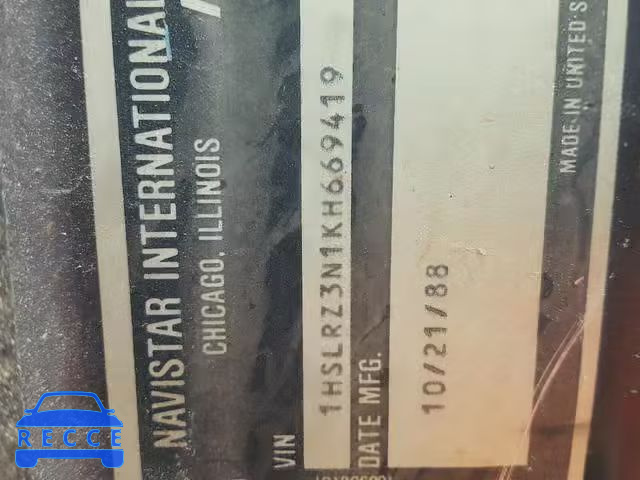 NAVISTAR INTERNATIONAL
CHICAGO, ILLINOIS
VIN 1HSLRZ3N1KH669419
DATE MFG. 10/21/88
MADE IN UNITED S
RECCE